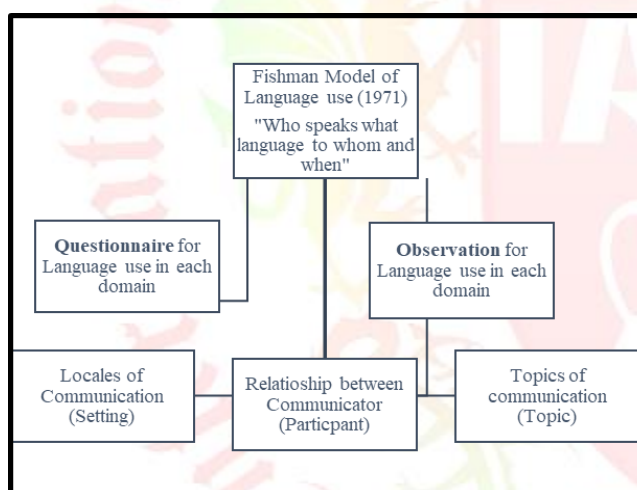 Fishman Model of
Language use (1971)
"Who speaks what
language to whom and
when"
Questionnaire for
Language use in each
domain
Observation for
Language use in each
domain
Locales of
Communication
(Setting)
Relatioship between
Communicator
(Particpant)
Topics of
communication
(Topic)